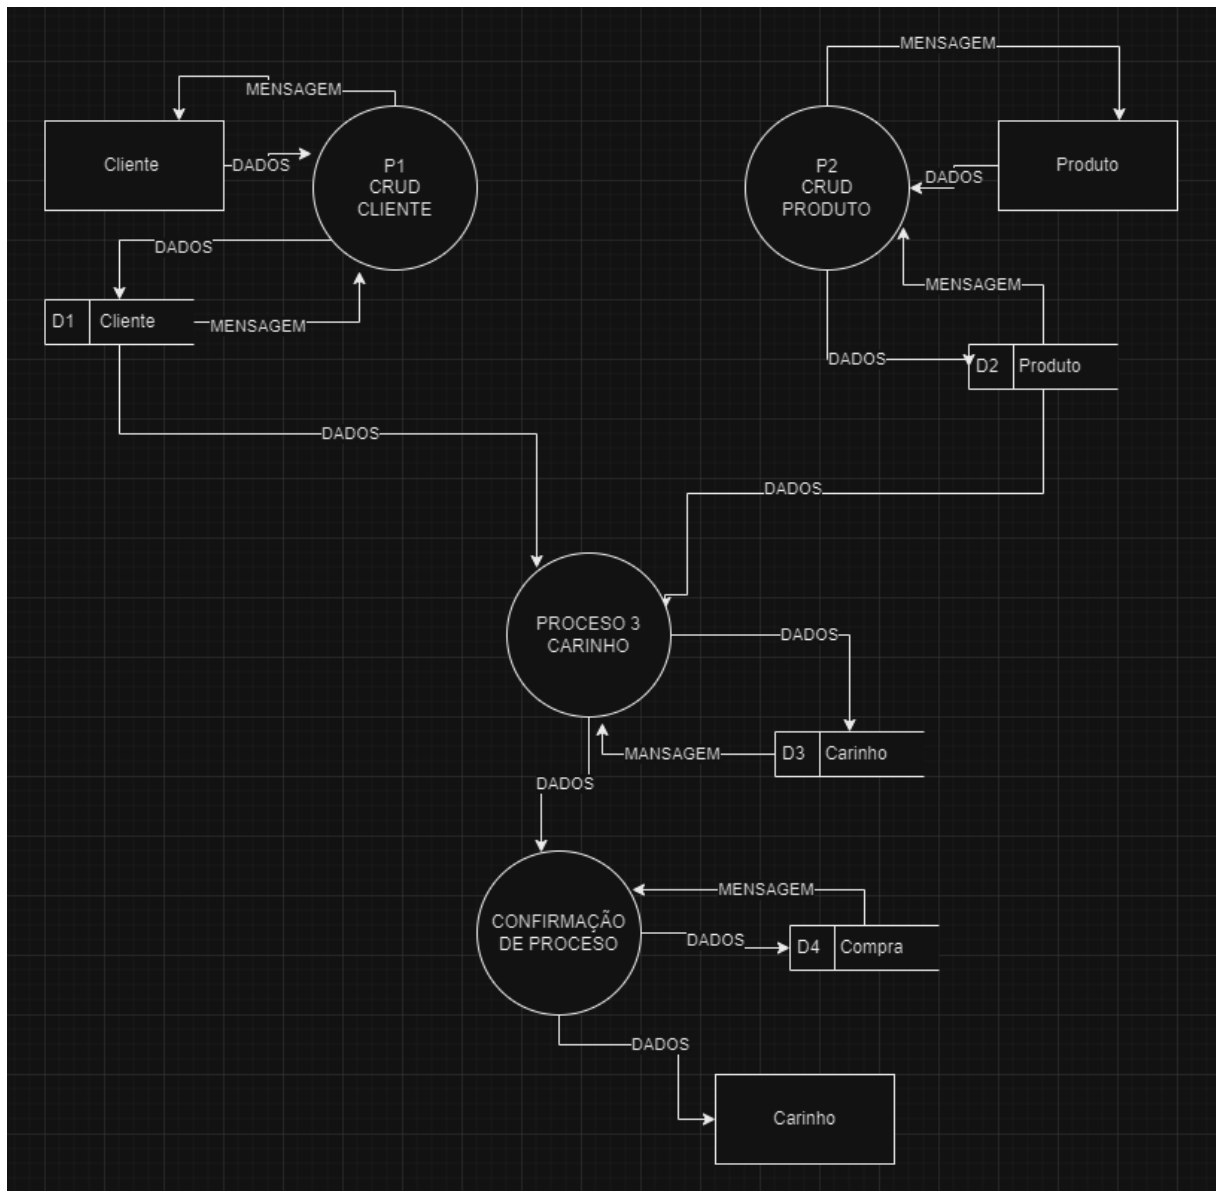 MENSAGEM
MENSAGEM
Cliente
DADOS
P1
CRUD
CLIENTE
P2
CRUD
PRODUTO
DADOS
Produto
DADOS
MENSAGEM
D1
Cliente
MENSAGEM
DADOS
D2
Produto
DADOS
DADOS
PROCESO 3
CARINHO
DADOS
MANSAGEM
D3
Carinho
DADOS
MENSAGEM
CONFIRMAÇÃO
DE PROCESO
DADOS
D4
Compra
DADOS
Carinho